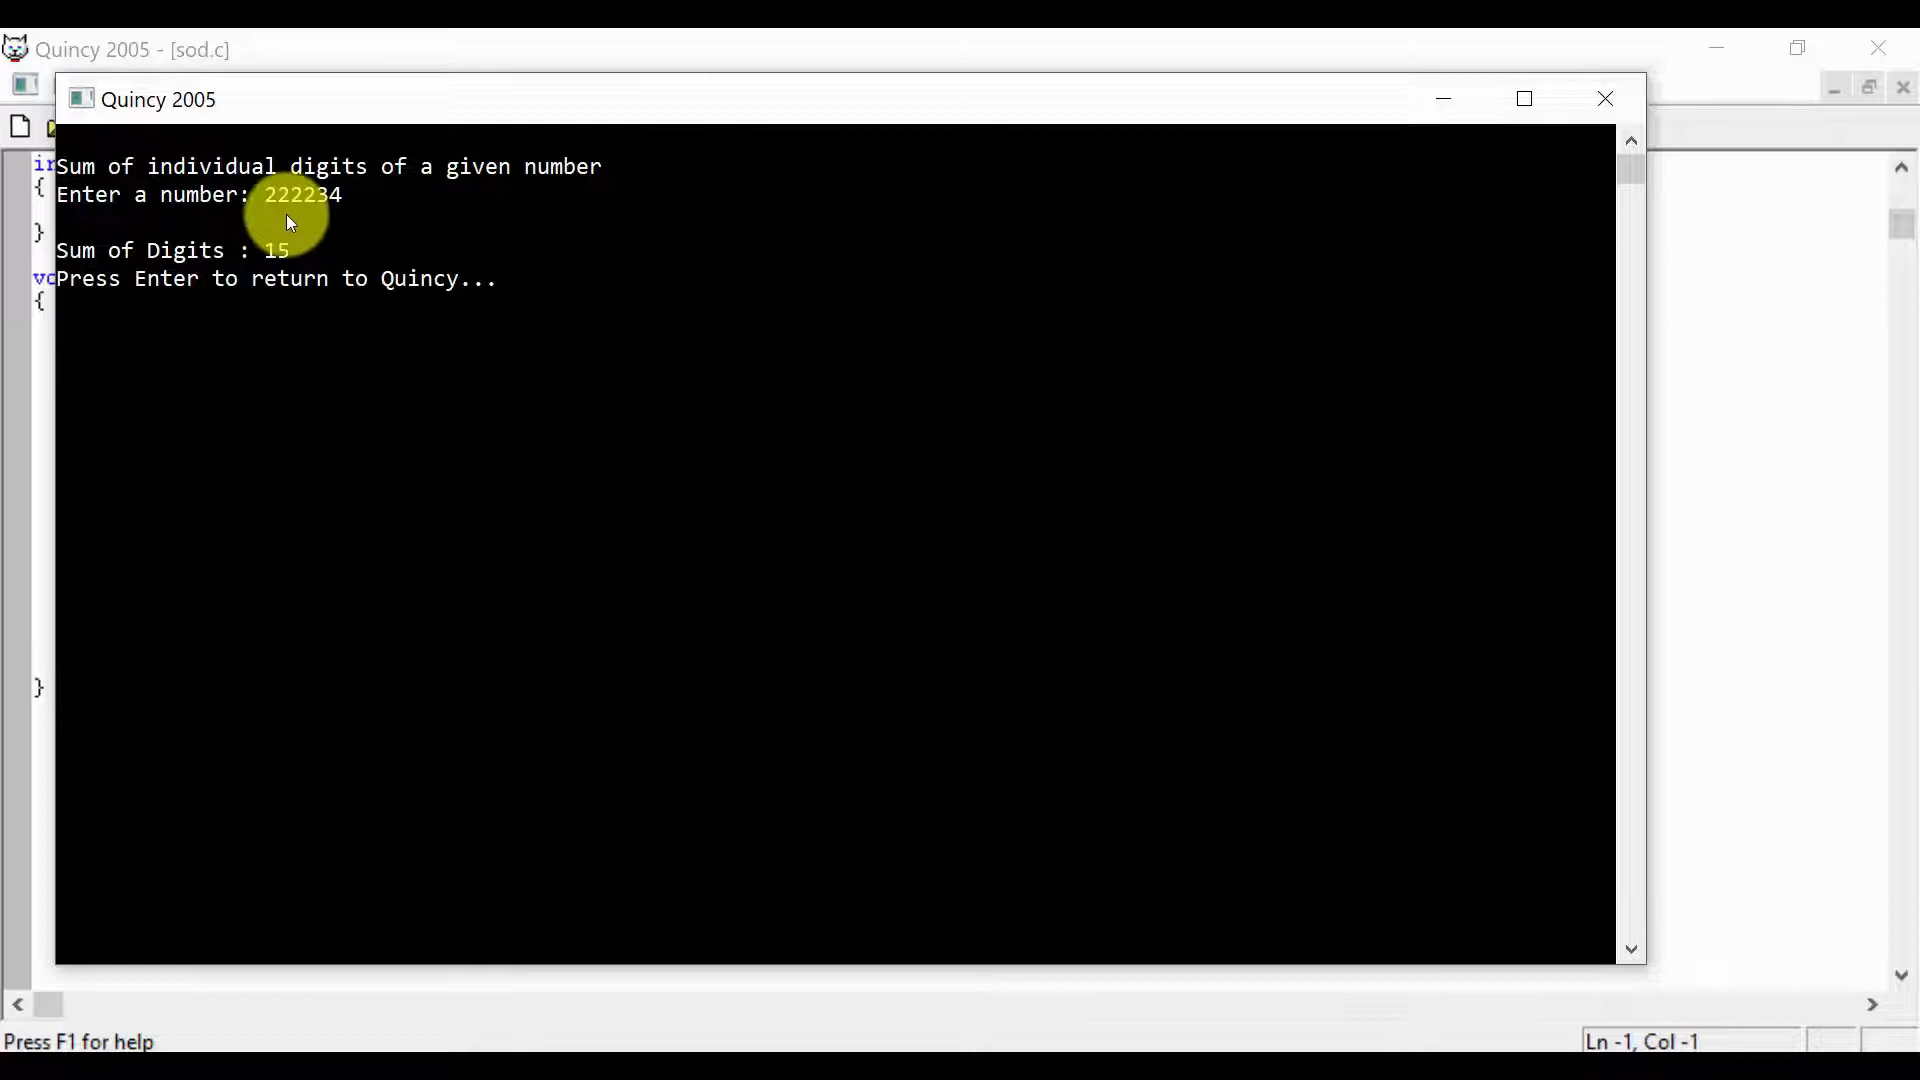 Quincy 2005 - [sod.c]
Quincy 2005
Sum of individual digits of a given number
Enter a number: 222234
Sum of Digits : 15
Press Enter to return to Quincy...
{
}
{
}
Press F1 for help
Ln -1, Col -1